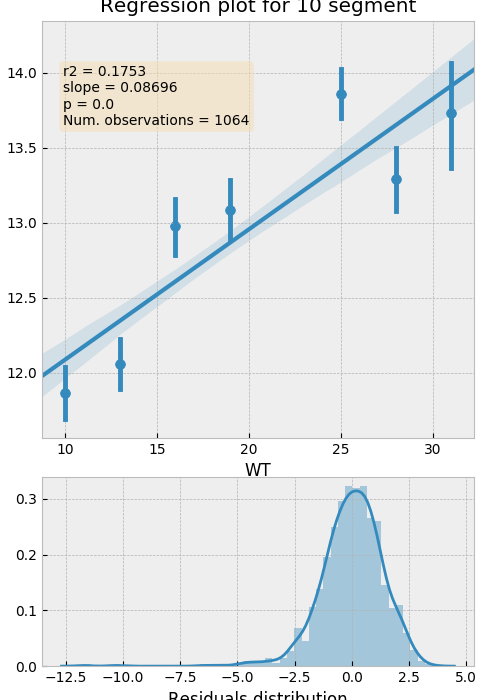 Regression plot for 10 segment
14.0
13.5
13.0
12.5
12.0
r2 = 0.1753
slope = 0.08696
p = 0.0
Num. observations = 1064
10 15 20 25 30
WT
0.3
0.2
0.1
0.0
−12.5 −10.0 −7.5 −5.0 −2.5 0.0 2.5 5.0
Residuals distribution